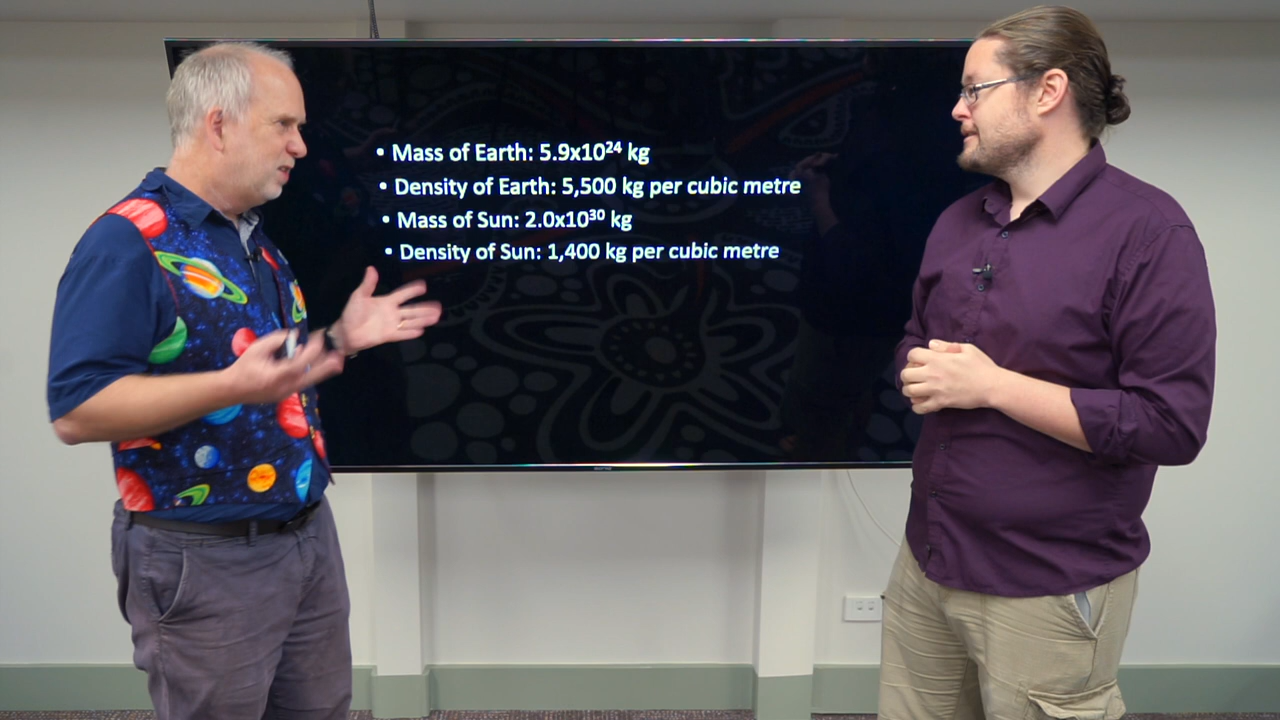 • Mass of Earth: 5.9x10²⁴ kg
• Density of Earth: 5,500 kg per cubic metre
• Mass of Sun: 2.0x10³⁰ kg
• Density of Sun: 1,400 kg per cubic metre